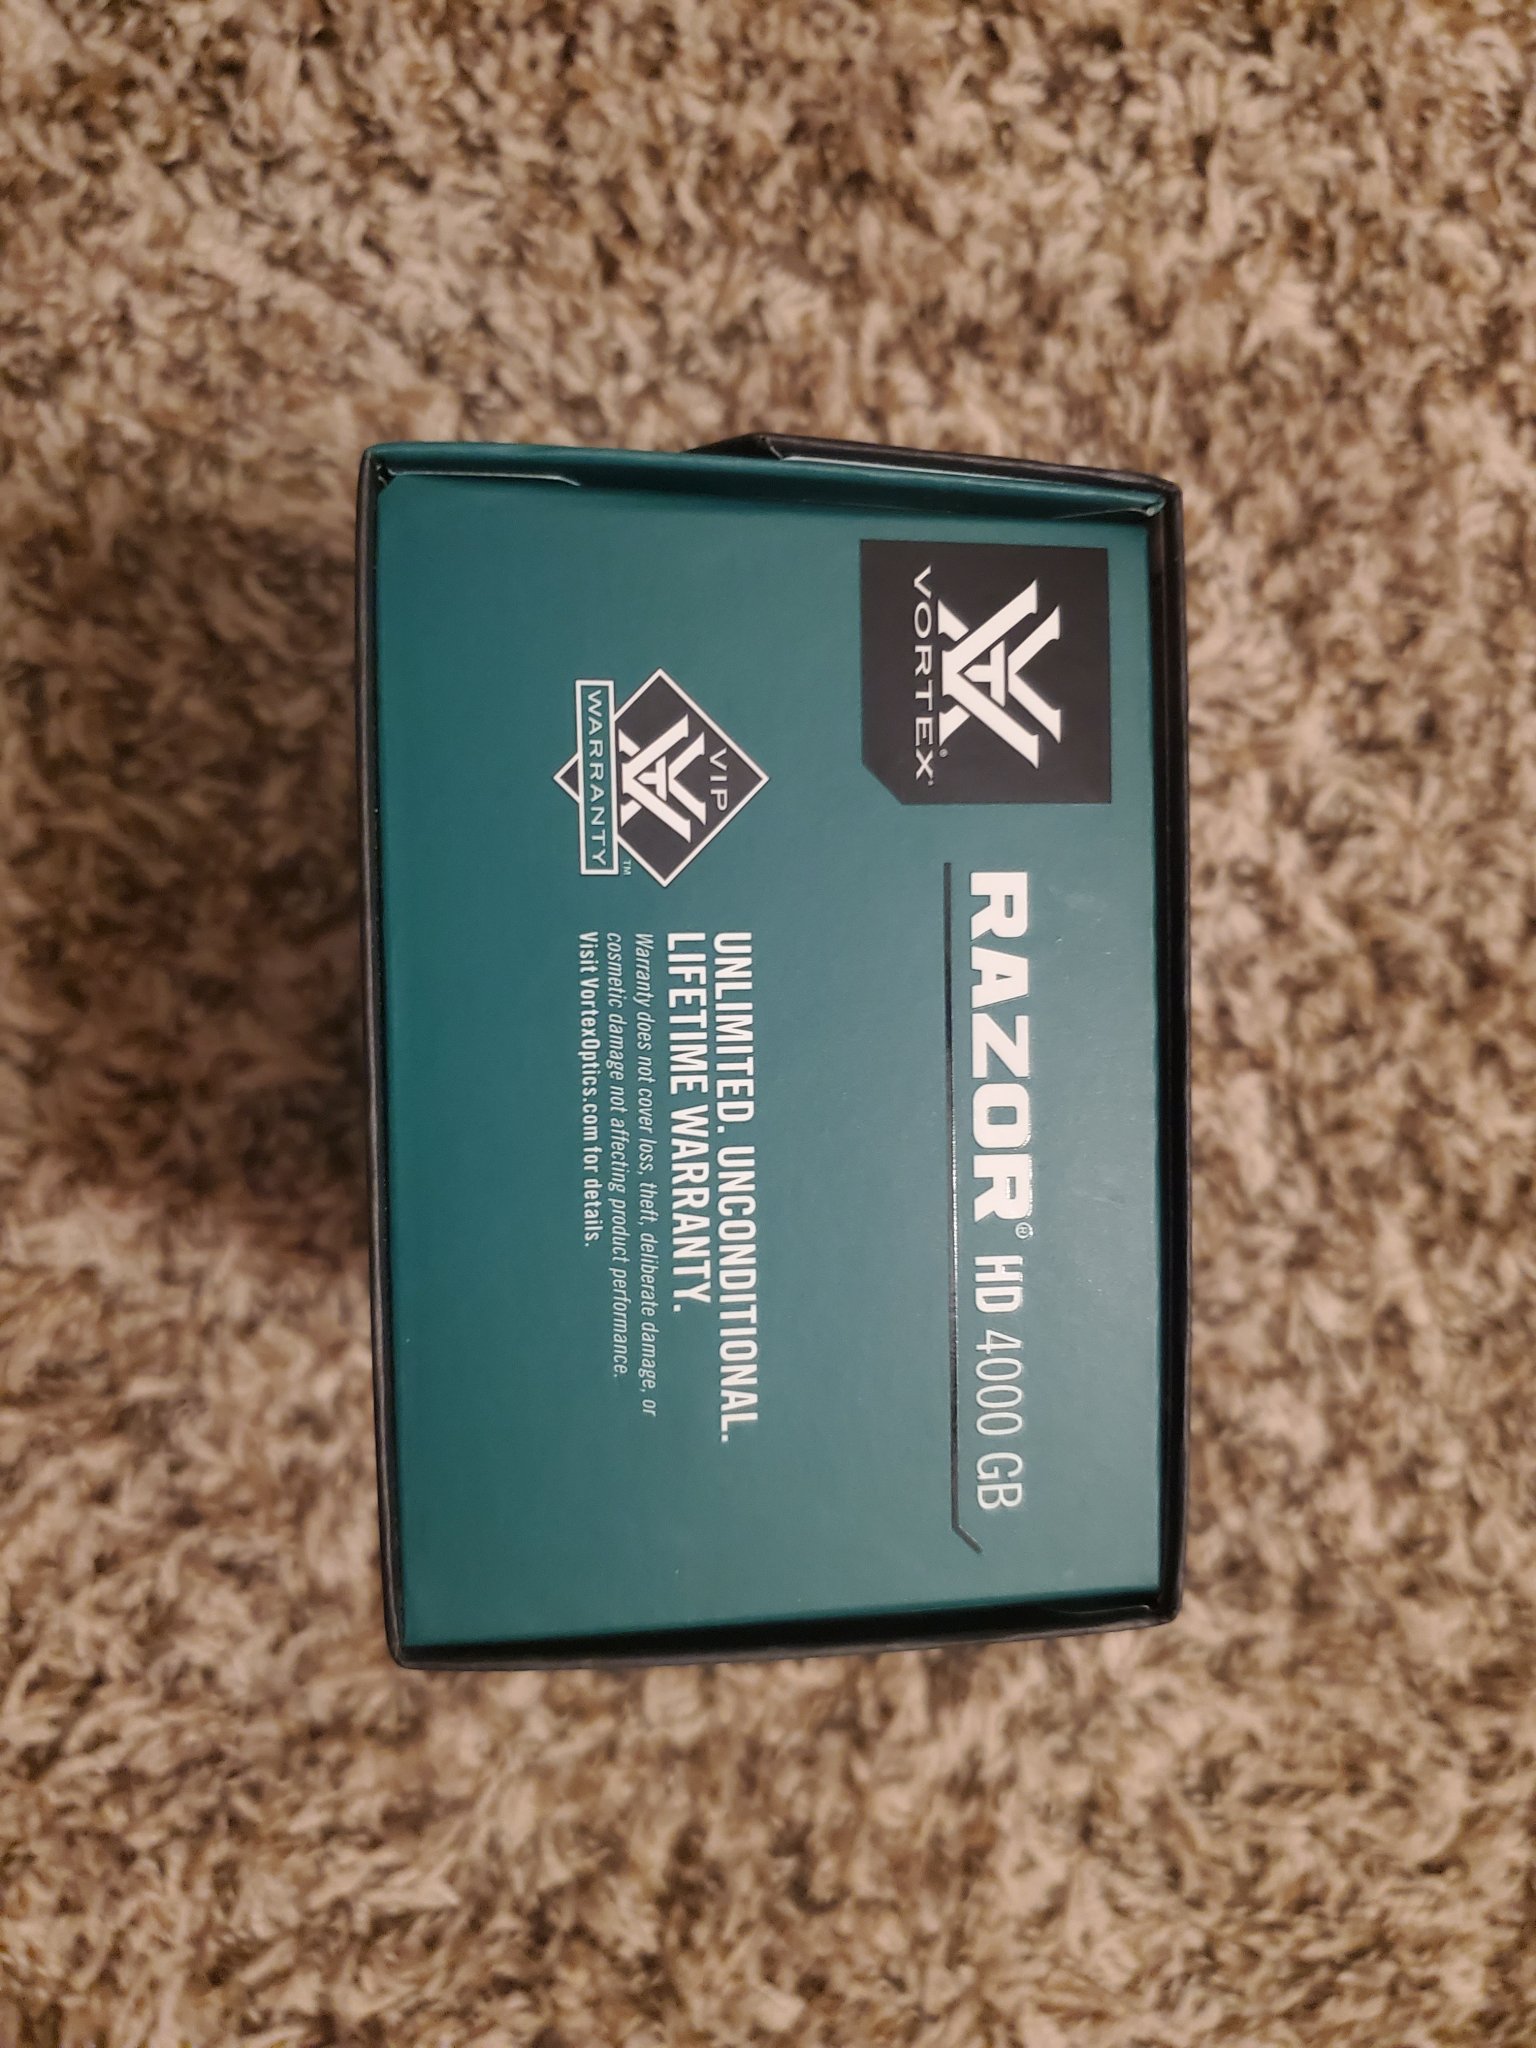 VORTEX®
RAZOR® HD 4000 GB
VIP
WARRANTY™
UNLIMITED. UNCONDITIONAL.
LIFETIME WARRANTY.
Warranty does not cover loss, theft, deliberate damage, or
cosmetic damage not affecting product performance.
Visit VortexOptics.com for details.